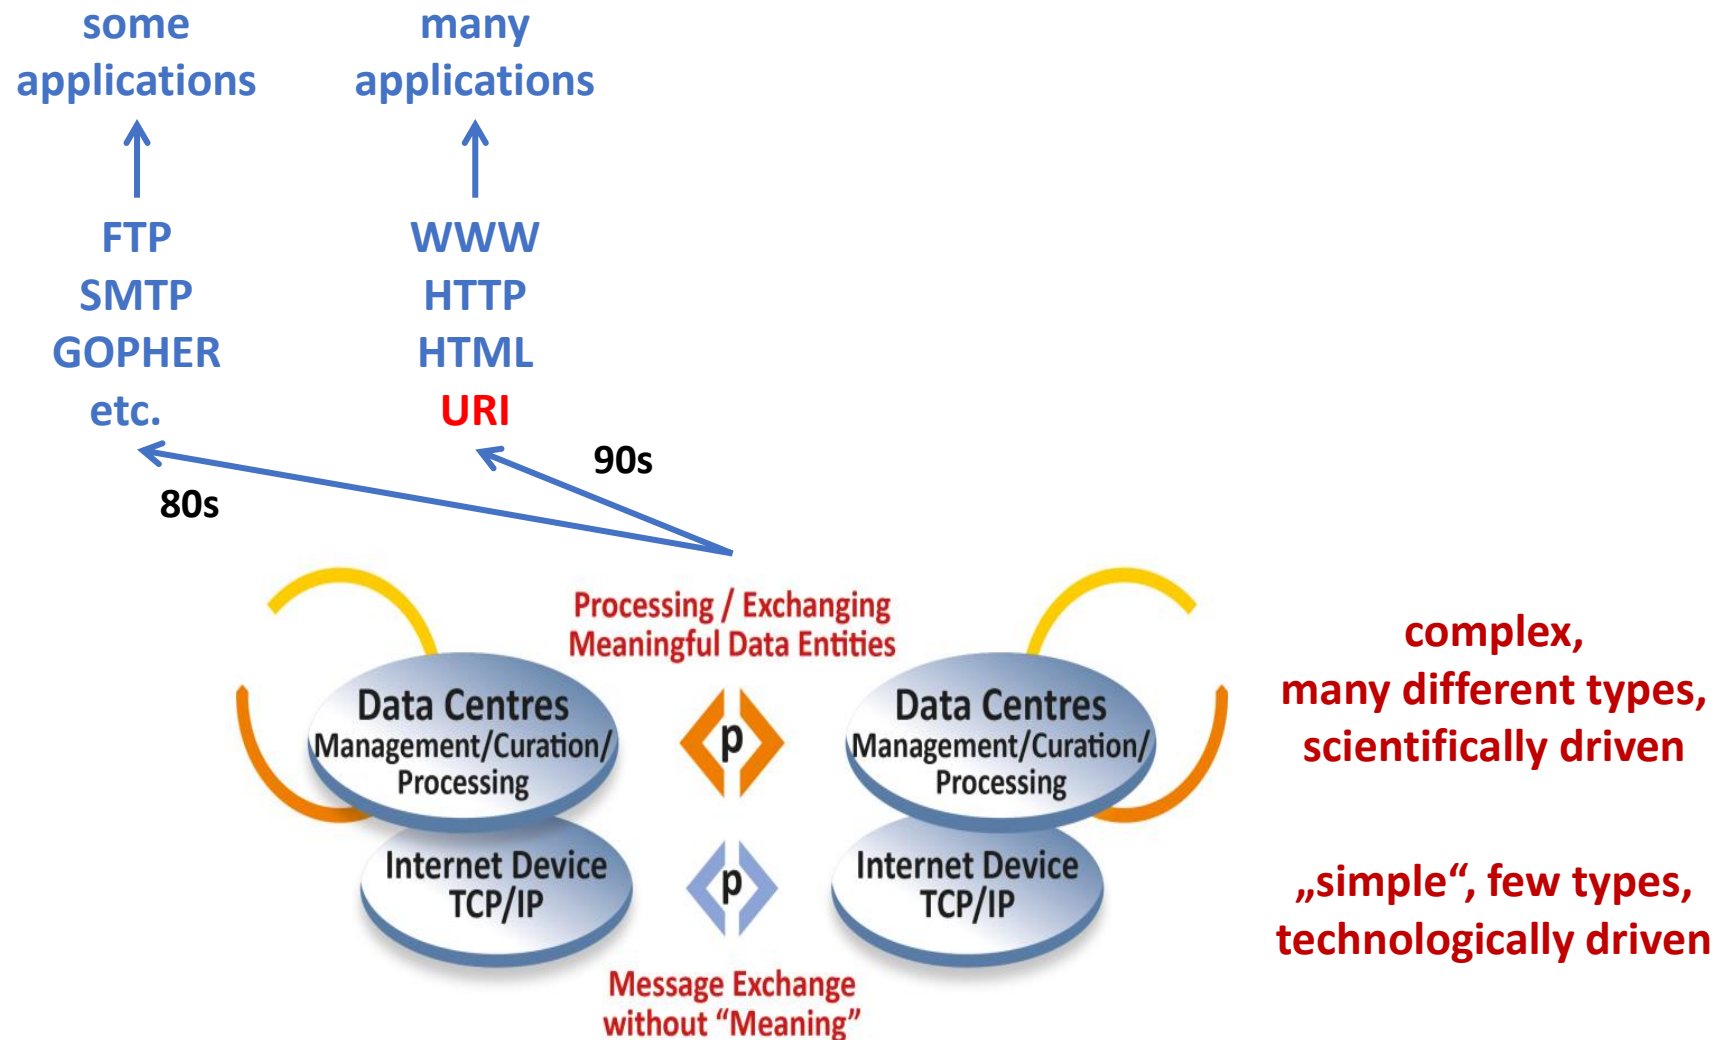 some
applications
many
applications
FTP
SMTP
GOPHER
etc.
WWW
HTTP
HTML
URI
80s
90s
Processing / Exchanging
Meaningful Data Entities
Data Centres
Management/Curation/
Processing
p
Data Centres
Management/Curation/
Processing
complex,
many different types,
scientifically driven
Internet Device
TCP/IP
p
Internet Device
TCP/IP
„simple“, few types,
technologically driven
Message Exchange
without “Meaning”